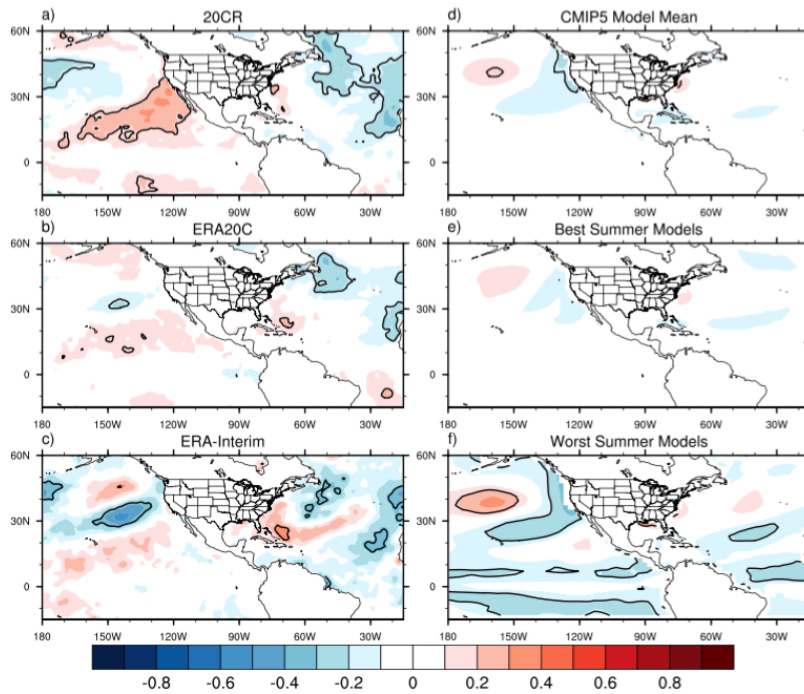 a) 20CR
60N
30N
0
180 150W 120W 90W 60W 30W
d) CMIP5 Model Mean
60N
30N
0
180 150W 120W 90W 60W 30W
b) ERA20C
60N
30N
0
180 150W 120W 90W 60W 30W
e) Best Summer Models
60N
30N
0
180 150W 120W 90W 60W 30W
c) ERA-Interim
60N
30N
0
180 150W 120W 90W 60W 30W
f) Worst Summer Models
60N
30N
0
180 150W 120W 90W 60W 30W
-0.8 -0.6 -0.4 -0.2 0 0.2 0.4 0.6 0.8